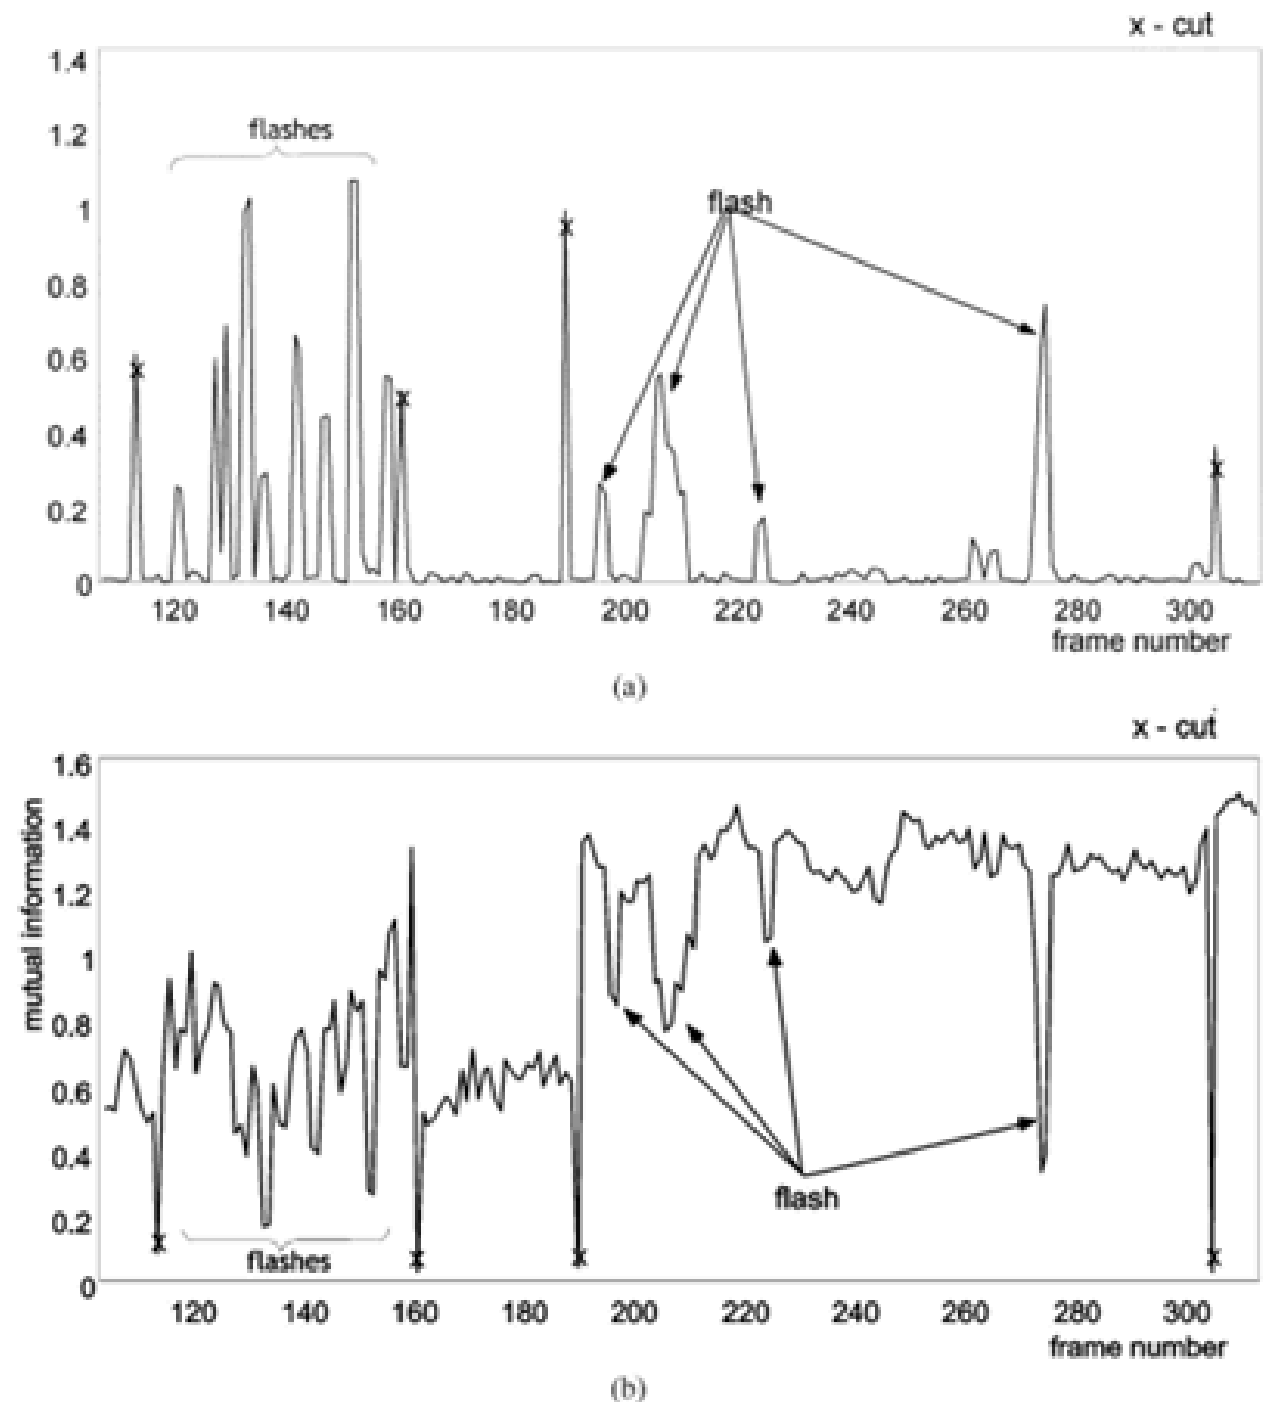 x - cut
1.4
1.2
1
0.8
0.6
0.4
0.2
0
flashes
flash
x
x
x
x
120 140 160 180 200 220 240 260 280 300
frame number
(a)
x - cut
mutual information
1.6
1.4
1.2
1
0.8
0.6
0.4
0.2
0
flash
flashes
x
x
x
x
120 140 160 180 200 220 240 260 280 300
frame number
(b)